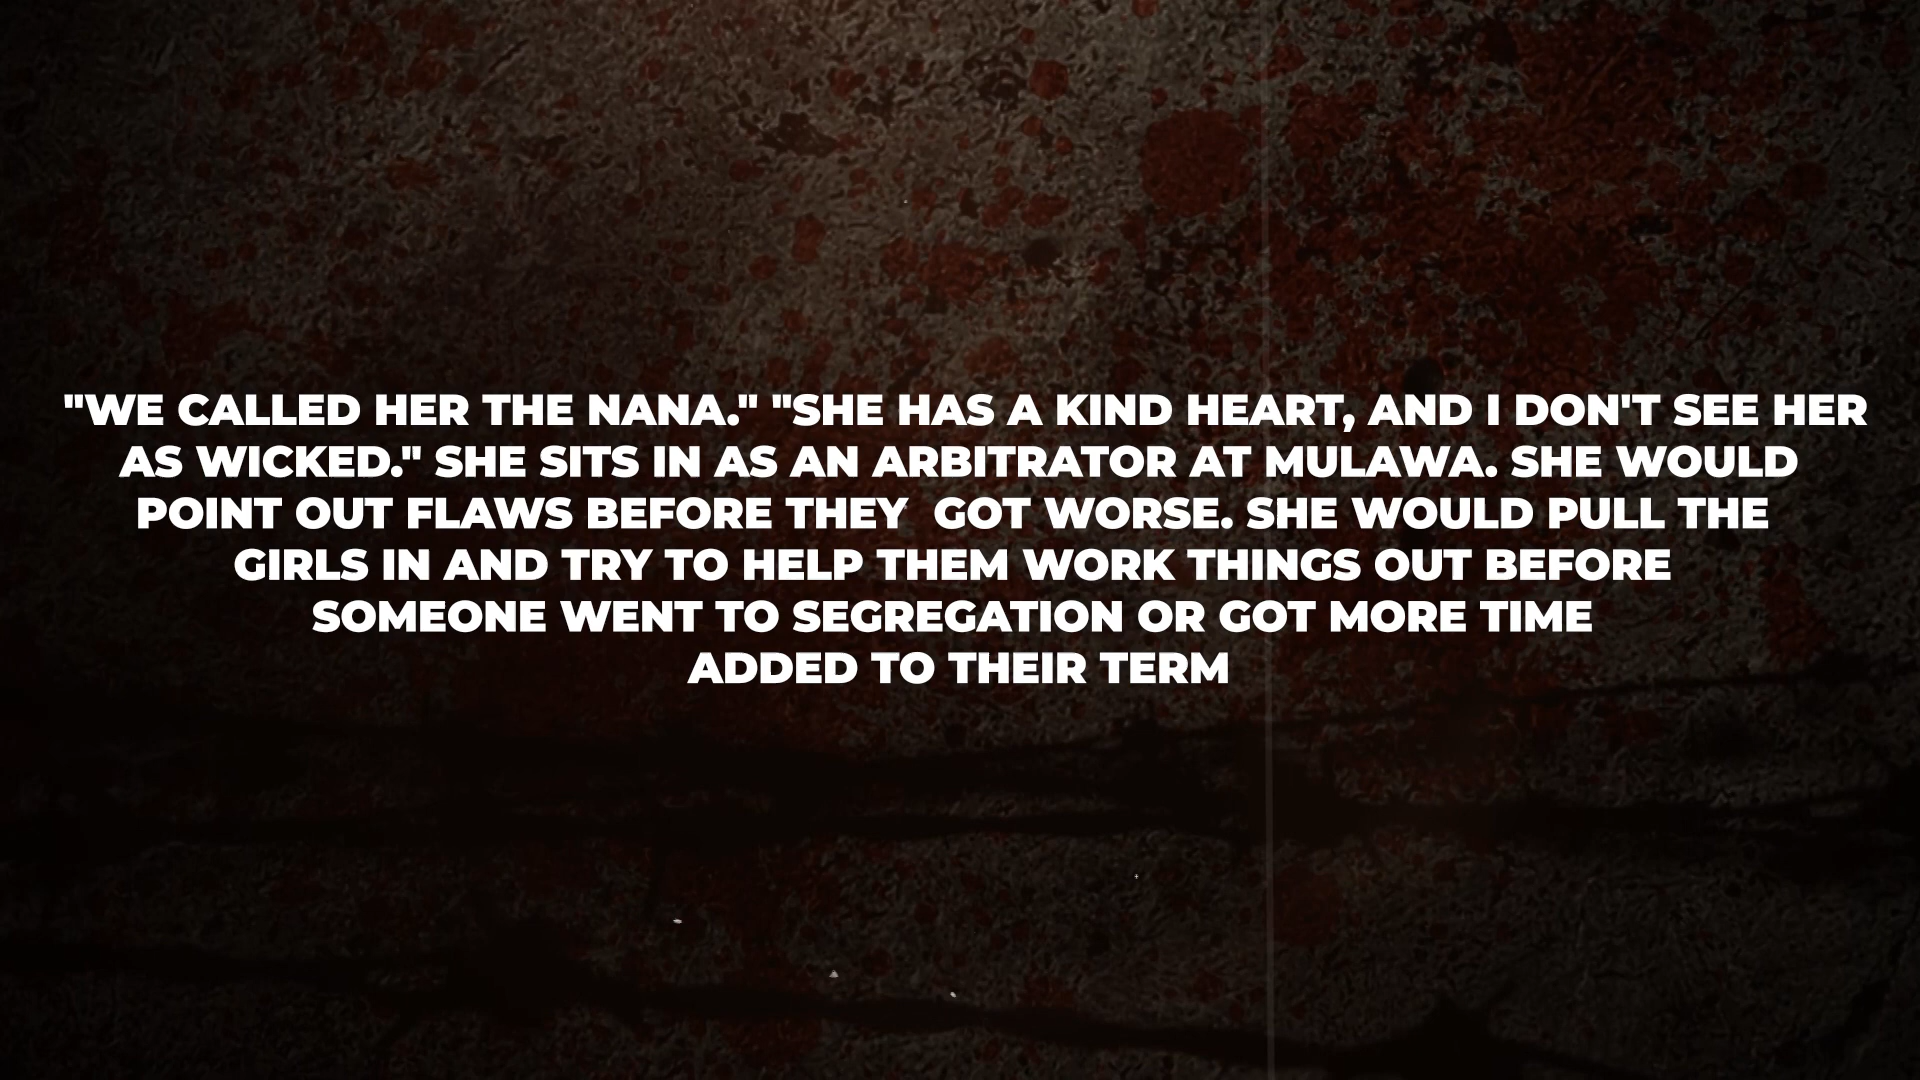 "WE CALLED HER THE NANA." "SHE HAS A KIND HEART, AND I DON'T SEE HER
AS WICKED." SHE SITS IN AS AN ARBITRATOR AT MULAWA. SHE WOULD
POINT OUT FLAWS BEFORE THEY  GOT WORSE. SHE WOULD PULL THE
GIRLS IN AND TRY TO HELP THEM WORK THINGS OUT BEFORE
SOMEONE WENT TO SEGREGATION OR GOT MORE TIME
ADDED TO THEIR TERM